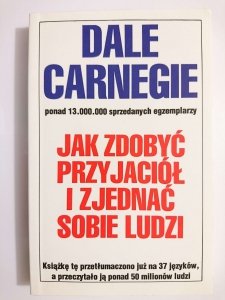 DALE
CARNEGIE
ponad 13.000.000 sprzedanych egzemplarzy
JAK ZDOBYĆ
PRZYJACIÓŁ
I ZJEDNAĆ
SOBIE LUDZI
Książkę tę przetłumaczono już na 37 języków,
a przeczytało ją ponad 50 milionów ludzi